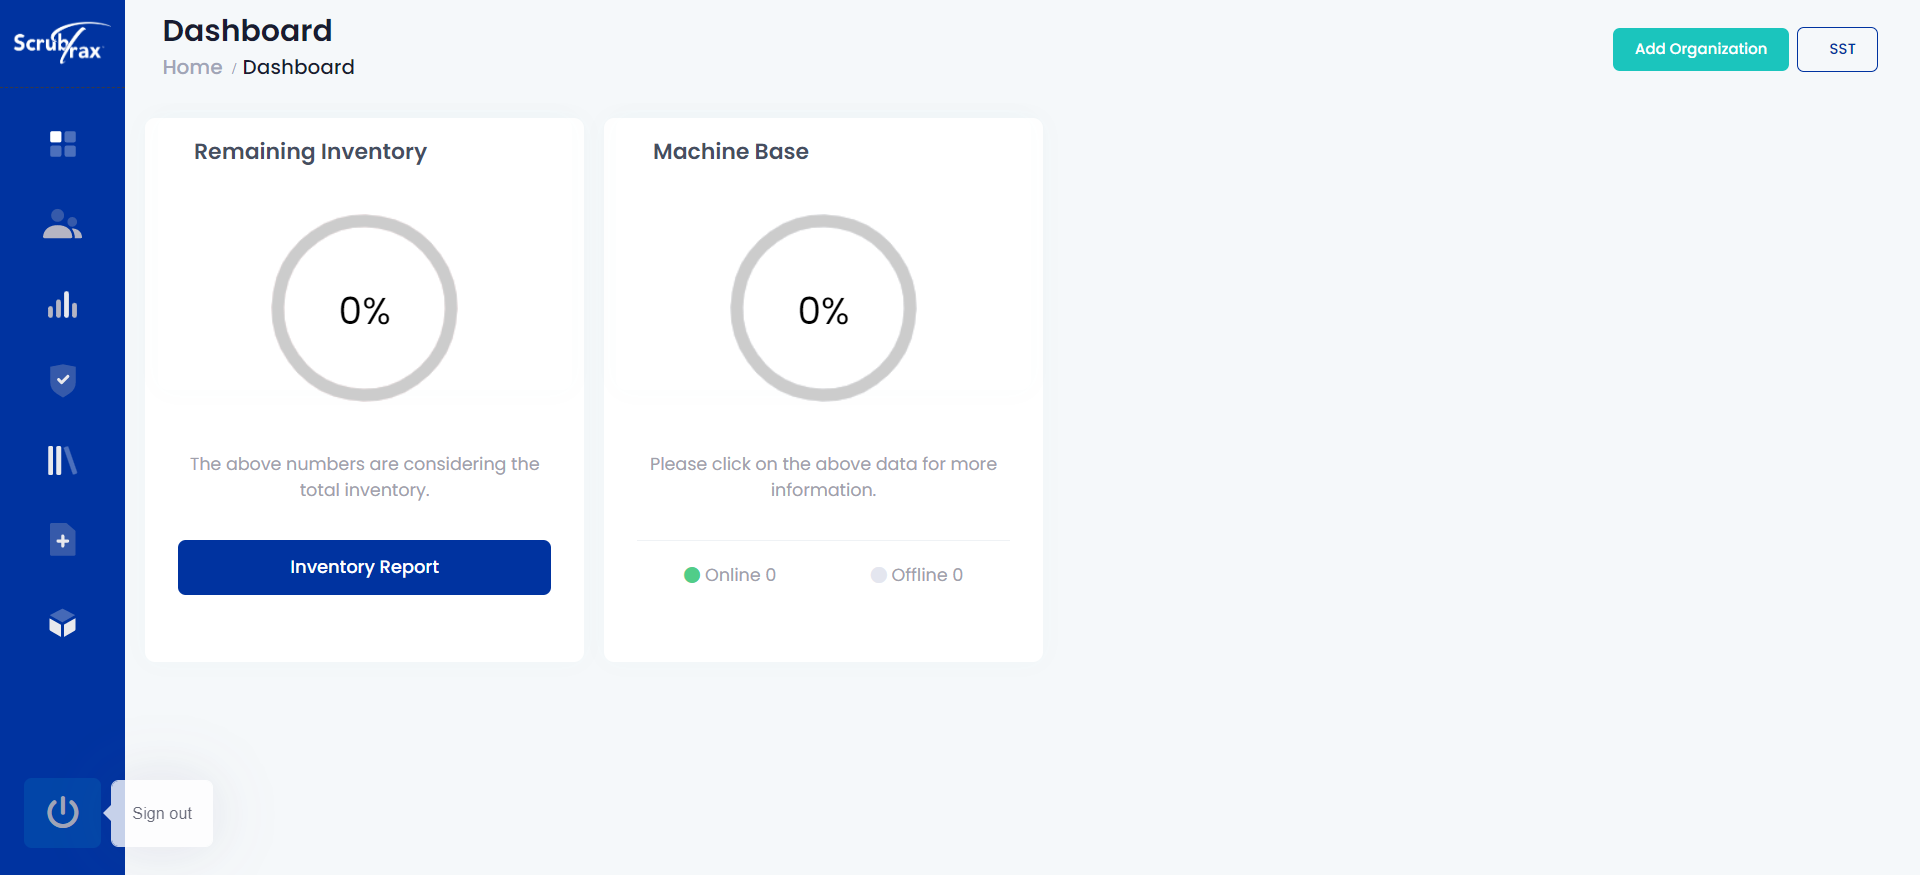 ScrubTrax
Dashboard
Home / Dashboard
Add Organization
SST
Remaining Inventory
0%
The above numbers are considering the
total inventory.
Inventory Report
Machine Base
0%
Please click on the above data for more
information.
Online 0
Offline 0
Sign out